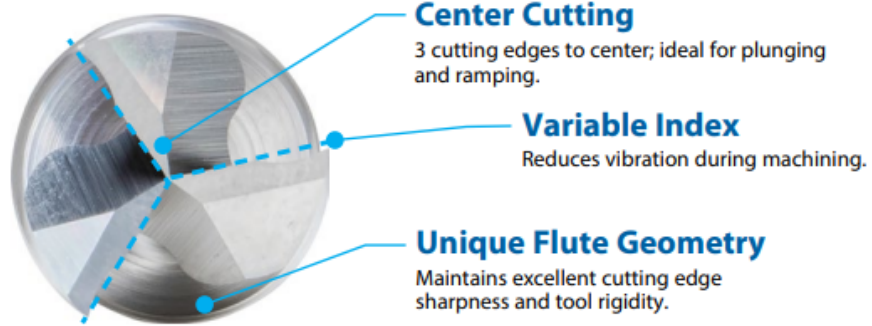 Center Cutting
3 cutting edges to center; ideal for plunging
and ramping.
Variable Index
Reduces vibration during machining.
Unique Flute Geometry
Maintains excellent cutting edge
sharpness and tool rigidity.